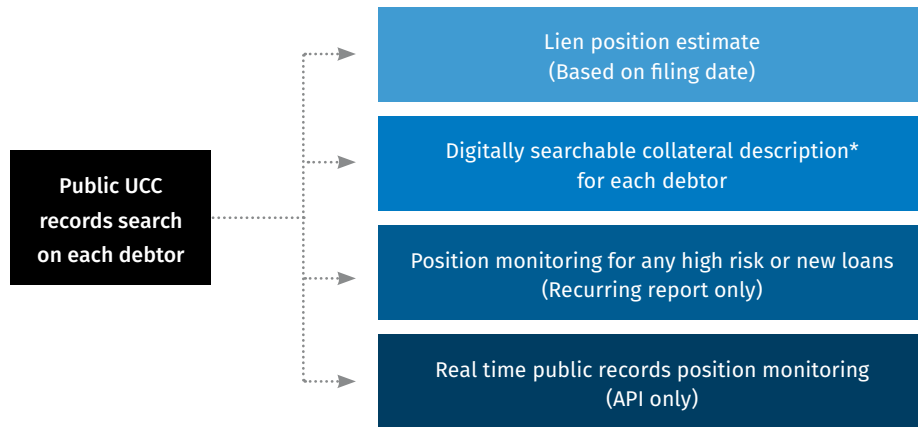 Public UCC
records search
on each debtor
Lien position estimate
(Based on filing date)
Digitally searchable collateral description*
for each debtor
Position monitoring for any high risk or new loans
(Recurring report only)
Real time public records position monitoring
(API only)